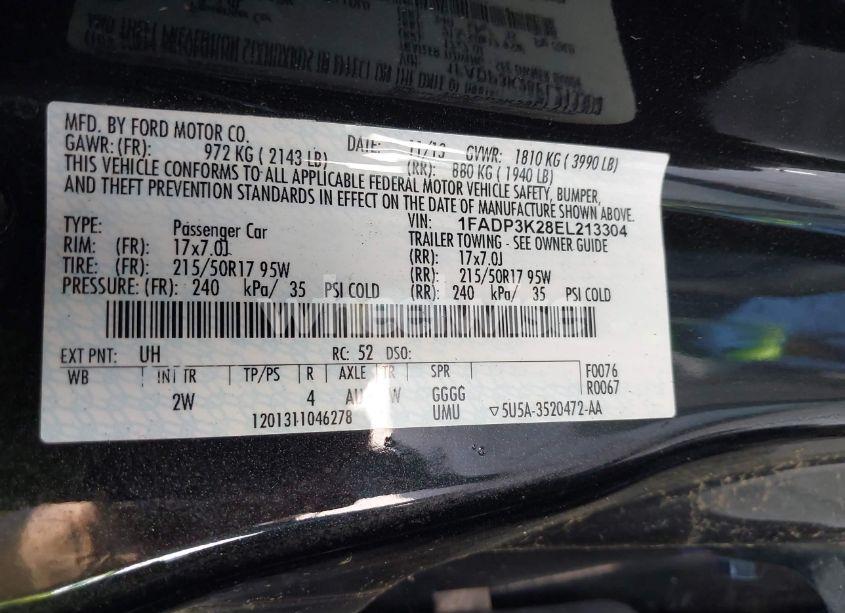 MFD. BY FORD MOTOR CO.
DATE: 11/13 GVWR: 1810 KG ( 3990 LB)
GAWR: (FR): 972 KG ( 2143 LB) (RR): 880 KG ( 1940 LB)
THIS VEHICLE CONFORMS TO ALL APPLICABLE FEDERAL MOTOR VEHICLE SAFETY, BUMPER,
AND THEFT PREVENTION STANDARDS IN EFFECT ON THE DATE OF MANUFACTURE SHOWN ABOVE.
VIN: 1FADP3K28EL213304
TYPE: Passenger Car TRAILER TOWING - SEE OWNER GUIDE
RIM: (FR): 17x7.0J (RR): 17x7.0J
TIRE: (FR): 215/50R17 95W (RR): 215/50R17 95W
PRESSURE: (FR): 240 kPa/ 35 PSI COLD (RR): 240 kPa/ 35 PSI COLD
EXT PNT: UH RC: 52 DSO:
WB INT TR TP/PS R AXLE TR SPR F0076
R0067
2W 4 GGGG
UMU ▽5U5A-3520472-AA
1201311046278